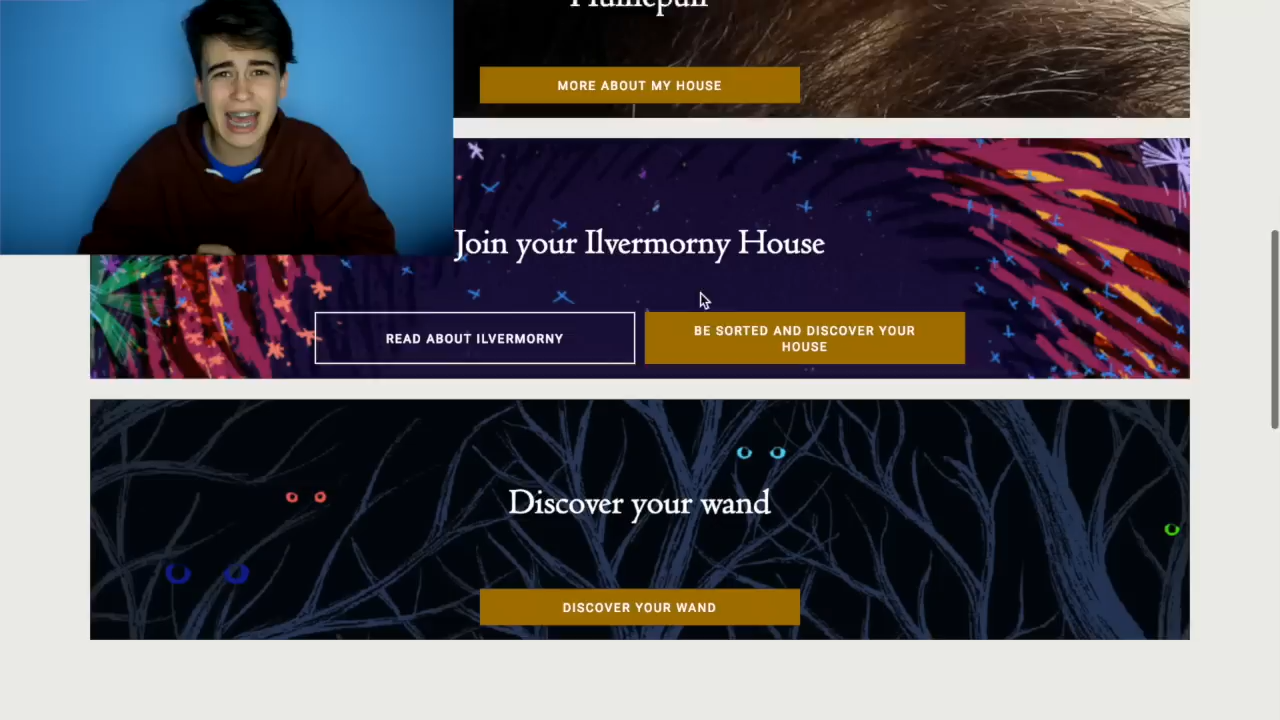 Hufflepuff
MORE ABOUT MY HOUSE
Join your Ilvermorny House
READ ABOUT ILVERMORNY
BE SORTED AND DISCOVER YOUR
HOUSE
Discover your wand
DISCOVER YOUR WAND